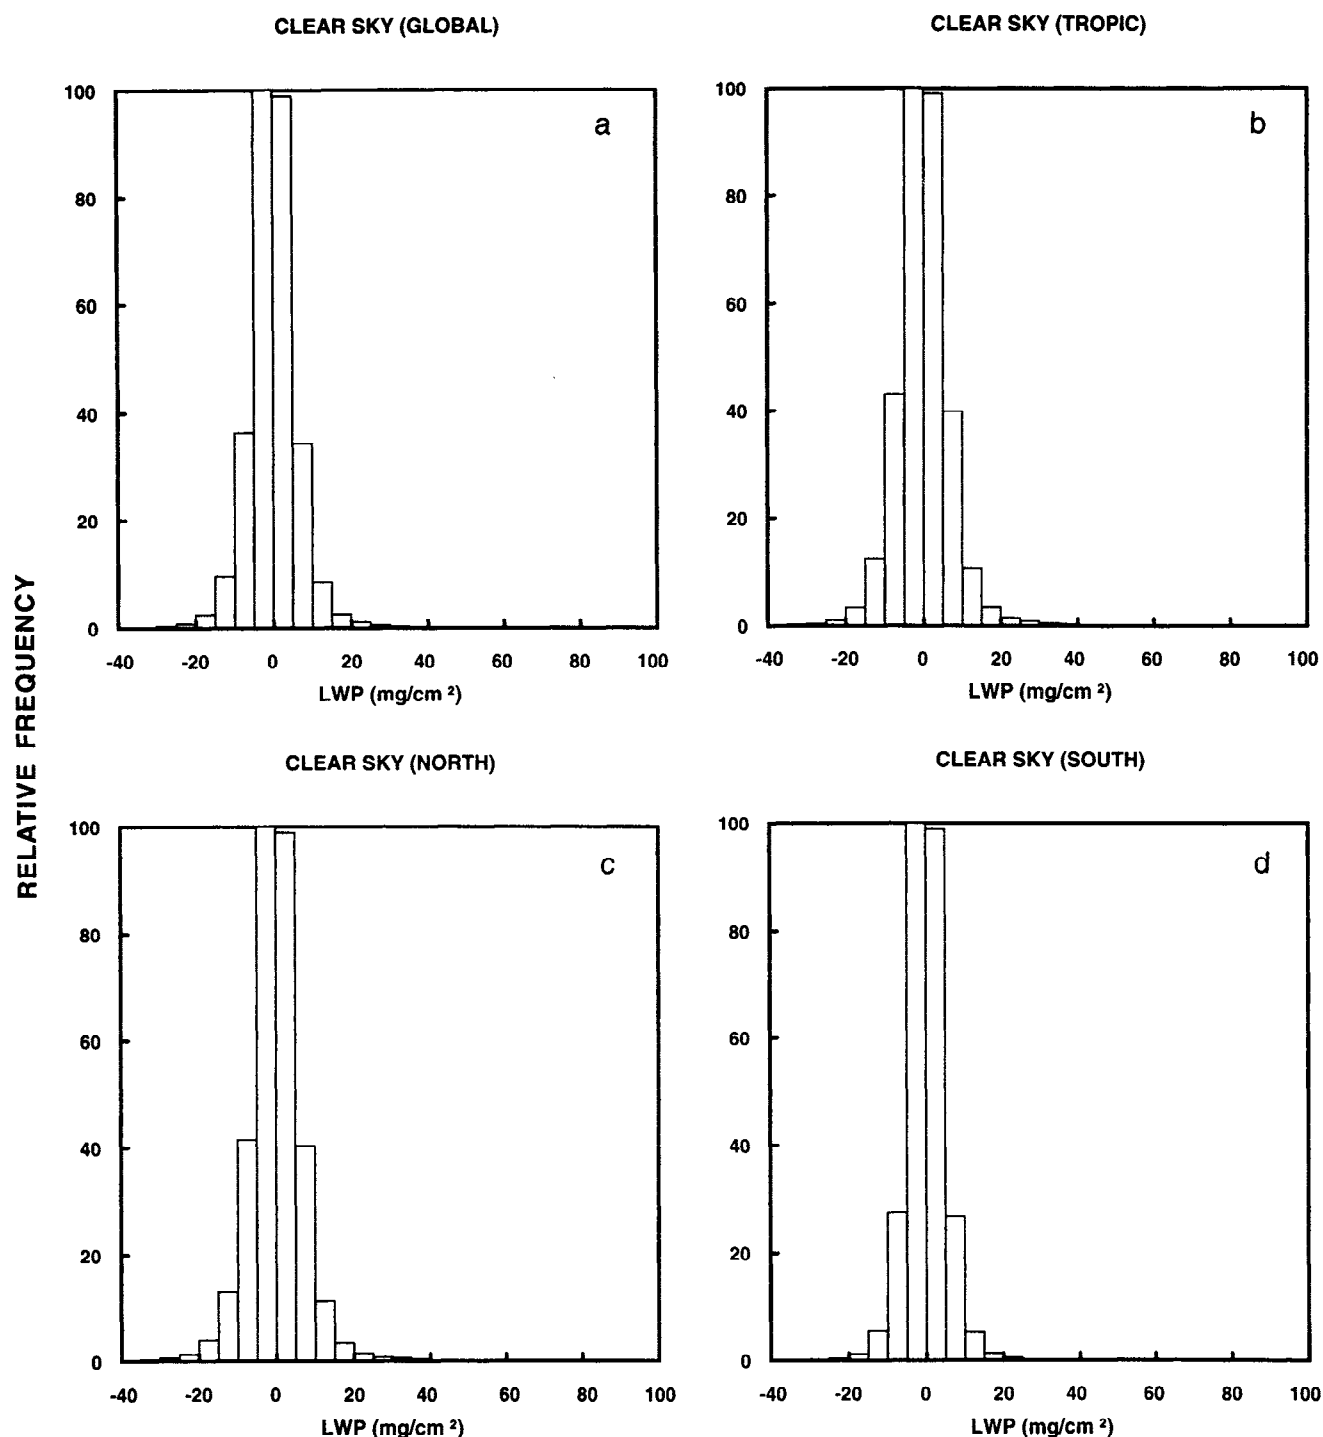 CLEAR SKY (GLOBAL)
a
100
80
60
40
20
0
-40 -20 0 20 40 60 80 100
LWP (mg/cm ²)
CLEAR SKY (TROPIC)
b
100
80
60
40
20
0
-40 -20 0 20 40 60 80 100
LWP (mg/cm ²)
RELATIVE FREQUENCY
CLEAR SKY (NORTH)
c
100
80
60
40
20
0
-40 -20 0 20 40 60 80 100
LWP (mg/cm ²)
CLEAR SKY (SOUTH)
d
100
80
60
40
20
0
-40 -20 0 20 40 60 80 100
LWP (mg/cm ²)